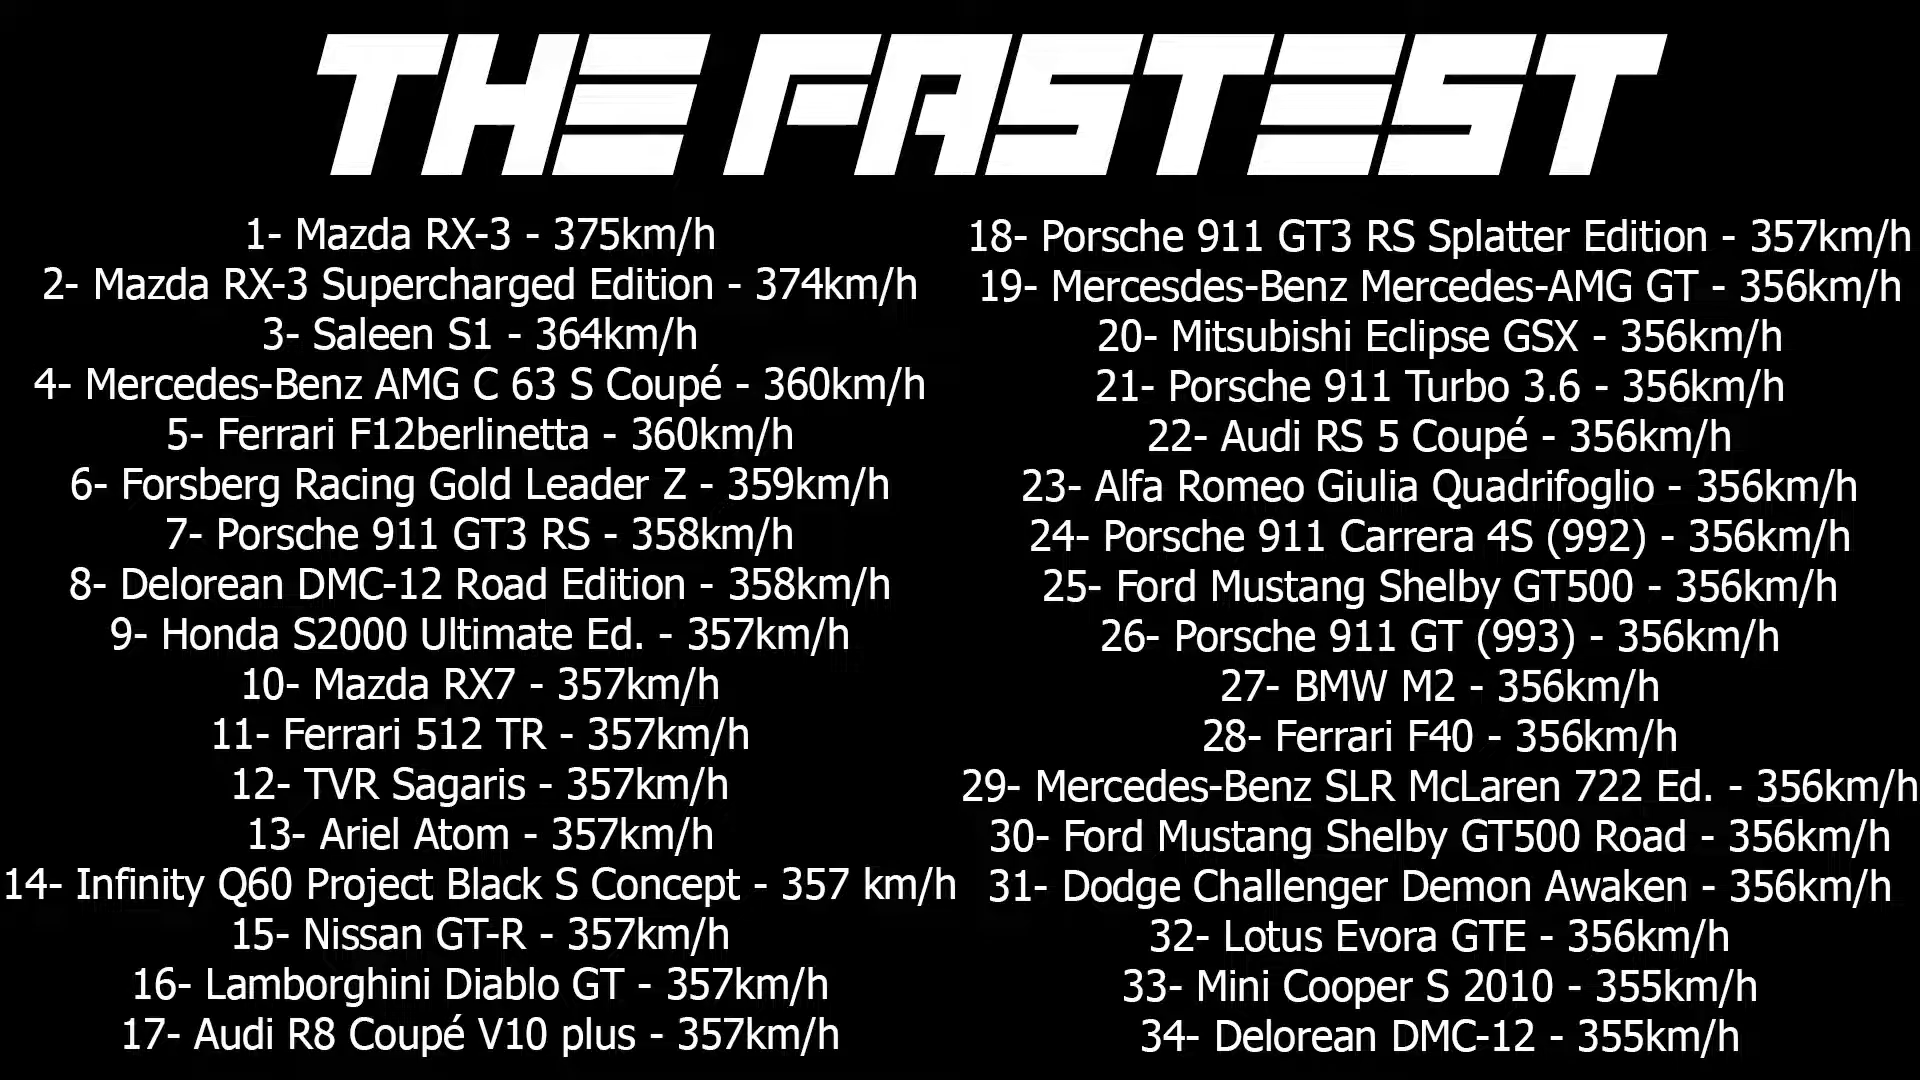 THE FASTEST
1- Mazda RX-3 - 375km/h
2- Mazda RX-3 Supercharged Edition - 374km/h
3- Saleen S1 - 364km/h
4- Mercedes-Benz AMG C 63 S Coupé - 360km/h
5- Ferrari F12berlinetta - 360km/h
6- Forsberg Racing Gold Leader Z - 359km/h
7- Porsche 911 GT3 RS - 358km/h
8- Delorean DMC-12 Road Edition - 358km/h
9- Honda S2000 Ultimate Ed. - 357km/h
10- Mazda RX7 - 357km/h
11- Ferrari 512 TR - 357km/h
12- TVR Sagaris - 357km/h
13- Ariel Atom - 357km/h
14- Infinity Q60 Project Black S Concept - 357 km/h
15- Nissan GT-R - 357km/h
16- Lamborghini Diablo GT - 357km/h
17- Audi R8 Coupé V10 plus - 357km/h
18- Porsche 911 GT3 RS Splatter Edition - 357km/h
19- Mercesdes-Benz Mercedes-AMG GT - 356km/h
20- Mitsubishi Eclipse GSX - 356km/h
21- Porsche 911 Turbo 3.6 - 356km/h
22- Audi RS 5 Coupé - 356km/h
23- Alfa Romeo Giulia Quadrifoglio - 356km/h
24- Porsche 911 Carrera 4S (992) - 356km/h
25- Ford Mustang Shelby GT500 - 356km/h
26- Porsche 911 GT (993) - 356km/h
27- BMW M2 - 356km/h
28- Ferrari F40 - 356km/h
29- Mercedes-Benz SLR McLaren 722 Ed. - 356km/h
30- Ford Mustang Shelby GT500 Road - 356km/h
31- Dodge Challenger Demon Awaken - 356km/h
32- Lotus Evora GTE - 356km/h
33- Mini Cooper S 2010 - 355km/h
34- Delorean DMC-12 - 355km/h